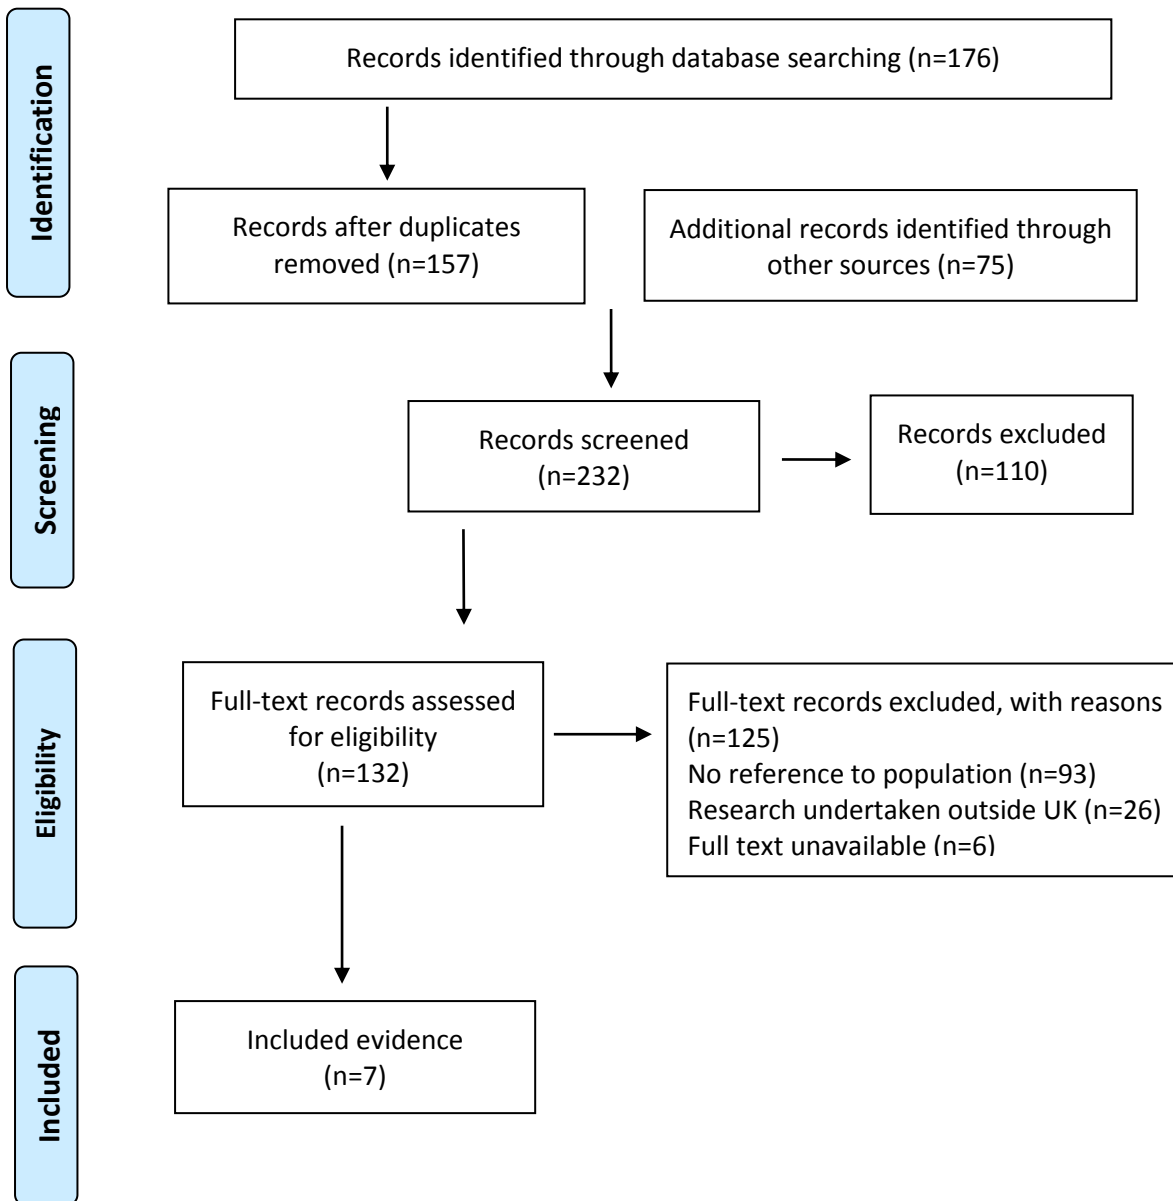 Identification
Records identified through database searching (n=176)
Records after duplicates
removed (n=157)
Additional records identified through
other sources (n=75)
Screening
Records screened
(n=232)
Records excluded
(n=110)
Eligibility
Full-text records assessed
for eligibility
(n=132)
Full-text records excluded, with reasons
(n=125)
No reference to population (n=93)
Research undertaken outside UK (n=26)
Full text unavailable (n=6)
Included
Included evidence
(n=7)